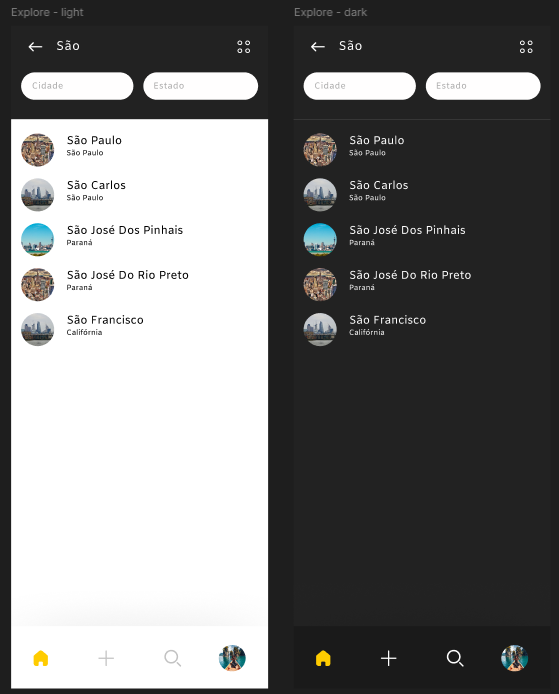 Explore - light
São
Cidade
Estado
São Paulo
São Paulo
São Carlos
São Paulo
São José Dos Pinhais
Paraná
São José Do Rio Preto
Paraná
São Francisco
Califórnia
Explore - dark
São
Cidade
Estado
São Paulo
São Paulo
São Carlos
São Paulo
São José Dos Pinhais
Paraná
São José Do Rio Preto
Paraná
São Francisco
Califórnia